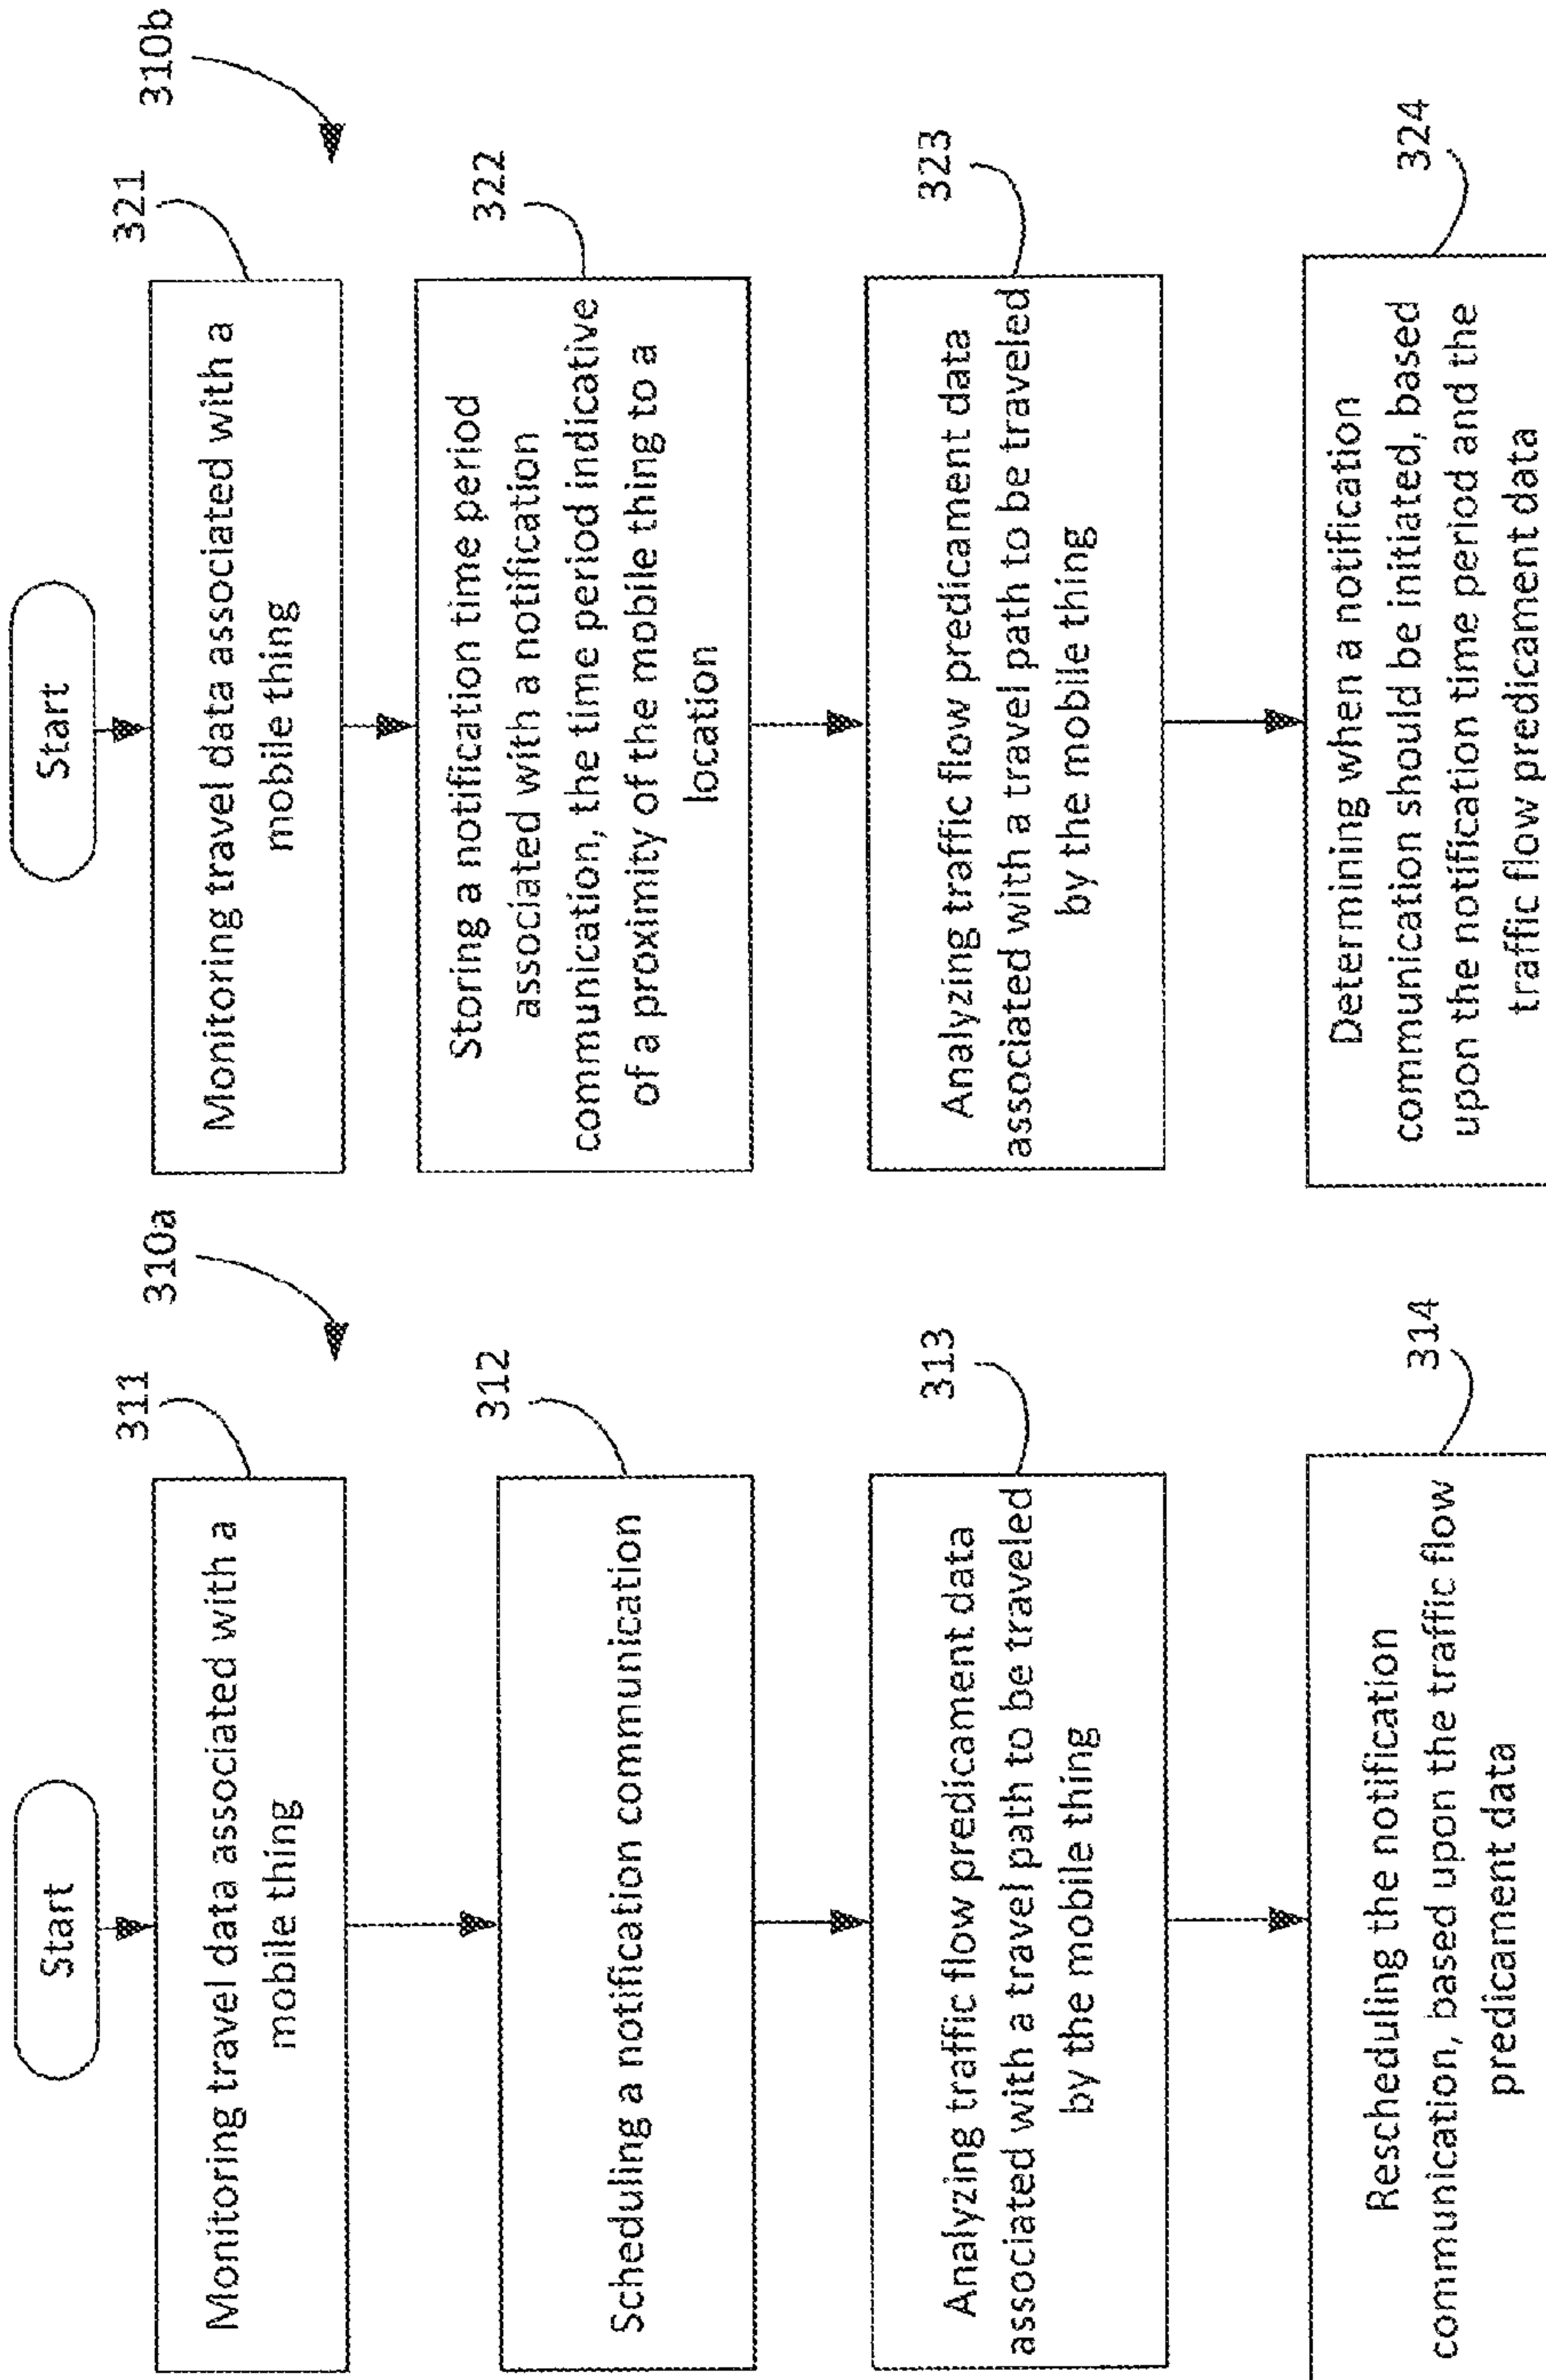 Start
310a
311
Monitoring travel data associated with a
mobile thing
312
Scheduling a notification communication
313
Analyzing traffic flow predicament data
associated with a travel path to be traveled
by the mobile thing
314
Rescheduling the notification
communication, based upon the traffic flow
predicament data
Start
310b
321
Monitoring travel data associated with a
mobile thing
322
Storing a notification time period
associated with a notification
communication, the time period indicative
of a proximity of the mobile thing to a
location
323
Analyzing traffic flow predicament data
associated with a travel path to be traveled
by the mobile thing
324
Determining when a notification
communication should be initiated, based
upon the notification time period and the
traffic flow predicament data